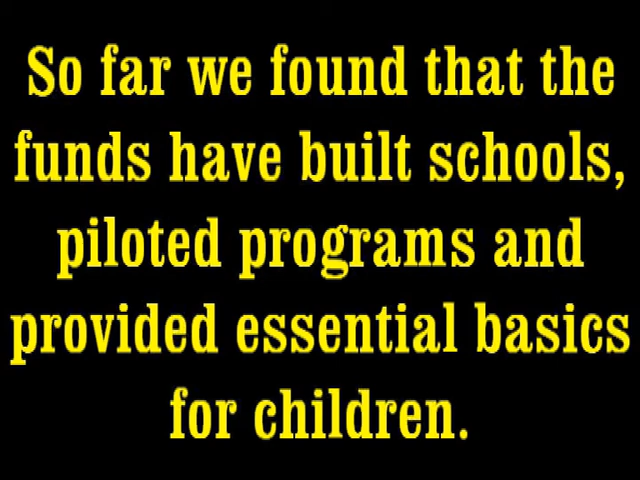 So far we found that the
funds have built schools,
piloted programs and
provided essential basics
for children.